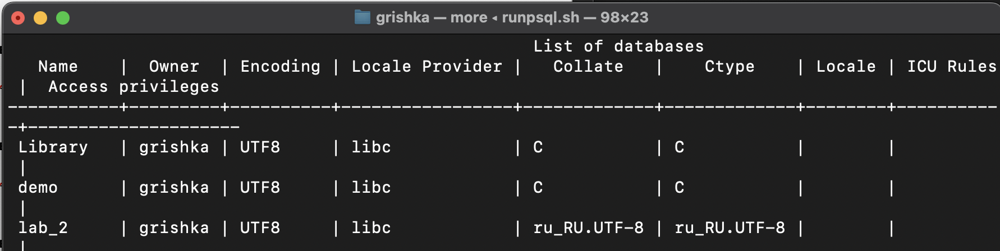 grishka — more ◂ runpsql.sh — 98×23
List of databases
Name | Owner | Encoding | Locale Provider | Collate | Ctype | Locale | ICU Rules
| Access privileges
-----------+----------+----------+-----------------+-------------+-------------+--------+----------
-+---------------------
Library | grishka | UTF8 | libc | C | C | |
|
demo | grishka | UTF8 | libc | C | C | |
|
lab_2 | grishka | UTF8 | libc | ru_RU.UTF-8 | ru_RU.UTF-8 | |
|